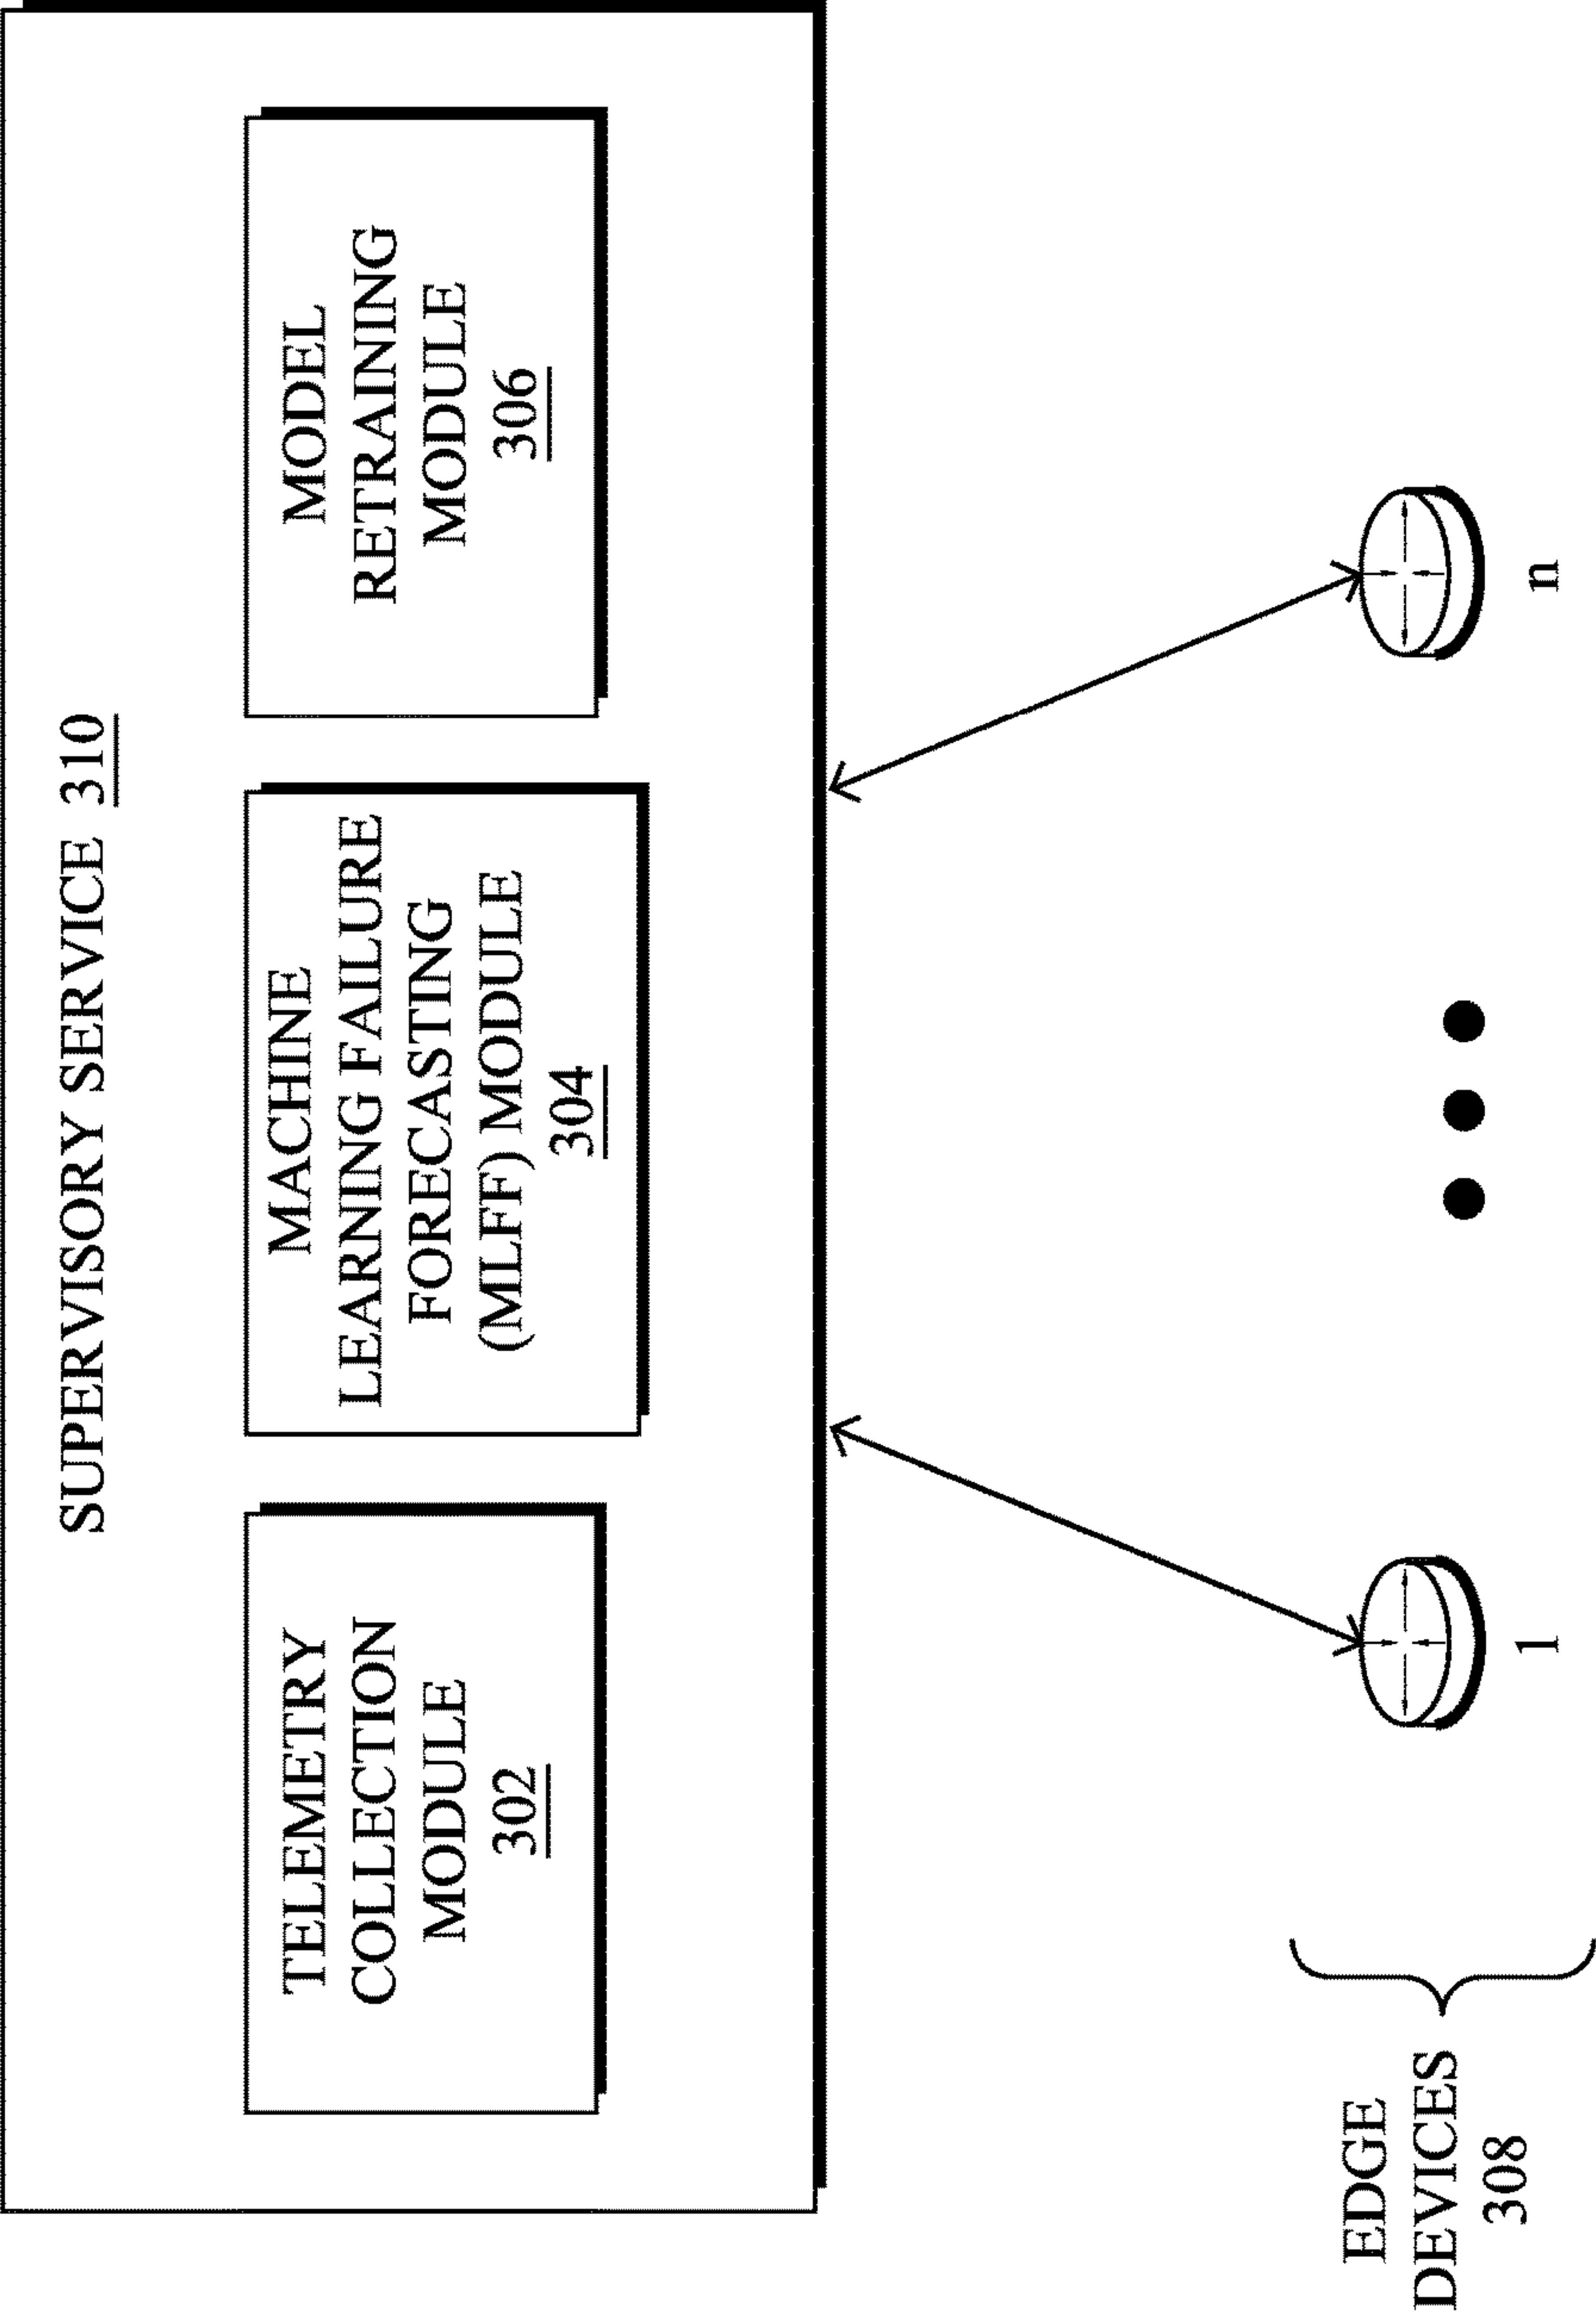 SUPERVISORY SERVICE 310
TELEMETRY
COLLECTION
MODULE
302
MACHINE
LEARNING FAILURE
FORECASTING
(MLFF) MODULE
304
MODEL
RETRAINING
MODULE
306
EDGE
DEVICES
308
1
n